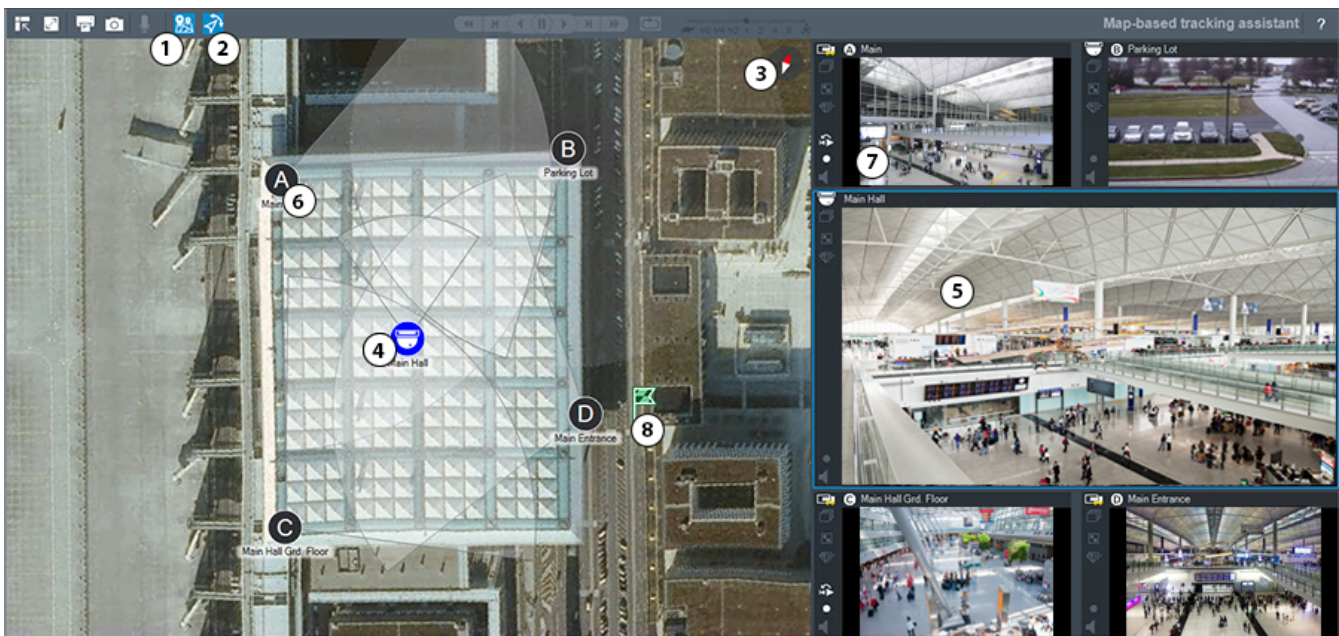 Map-based tracking assistant ?
1
2
3
A Main
B Parking Lot
B
Parking Lot
A
Main
6
7
Main Hall
5
4
Main Hall
D
Main Entrance
8
C
Main Hall Grd. Floor
C Main Hall Grd. Floor
D Main Entrance